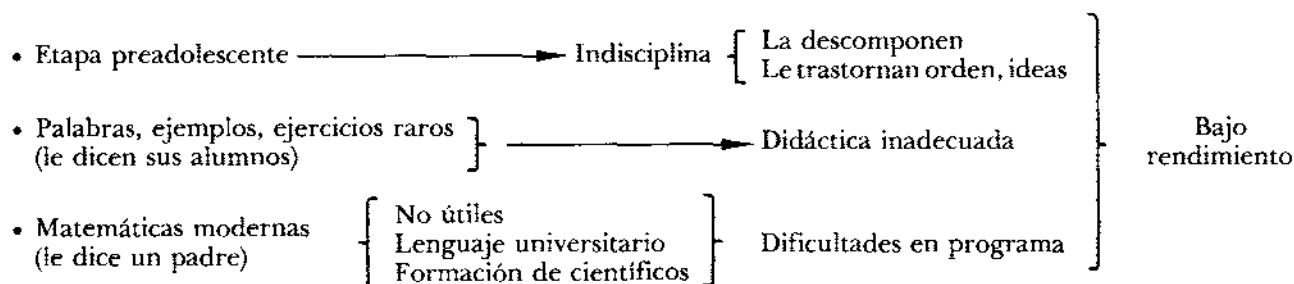 • Etapa preadolescente
Indisciplina
La descomponen
Le trastornan orden, ideas
• Palabras, ejemplos, ejercicios raros
(le dicen sus alumnos)
Didáctica inadecuada
Bajo
rendimiento
• Matemáticas modernas
(le dice un padre)
No útiles
Lenguaje universitario
Formación de científicos
Dificultades en programa